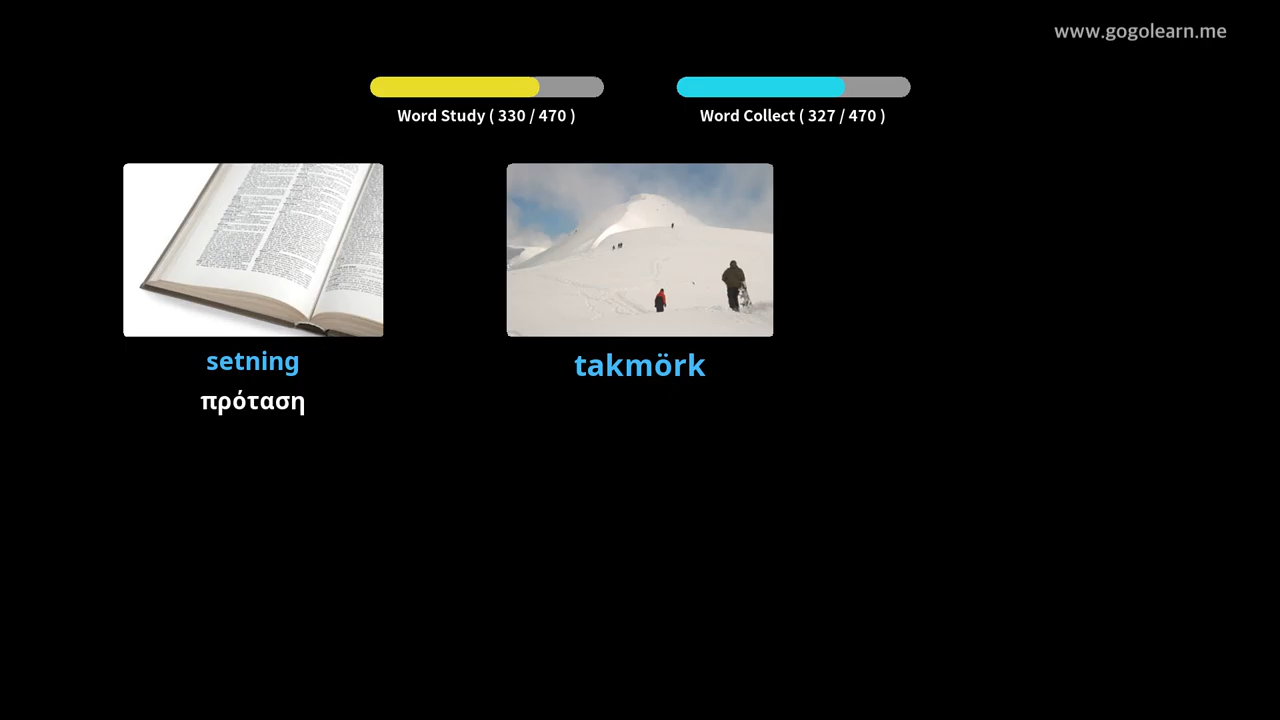 www.gogolearn.me
Word Study ( 330 / 470 )
Word Collect ( 327 / 470 )
setning
πρόταση
takmörk